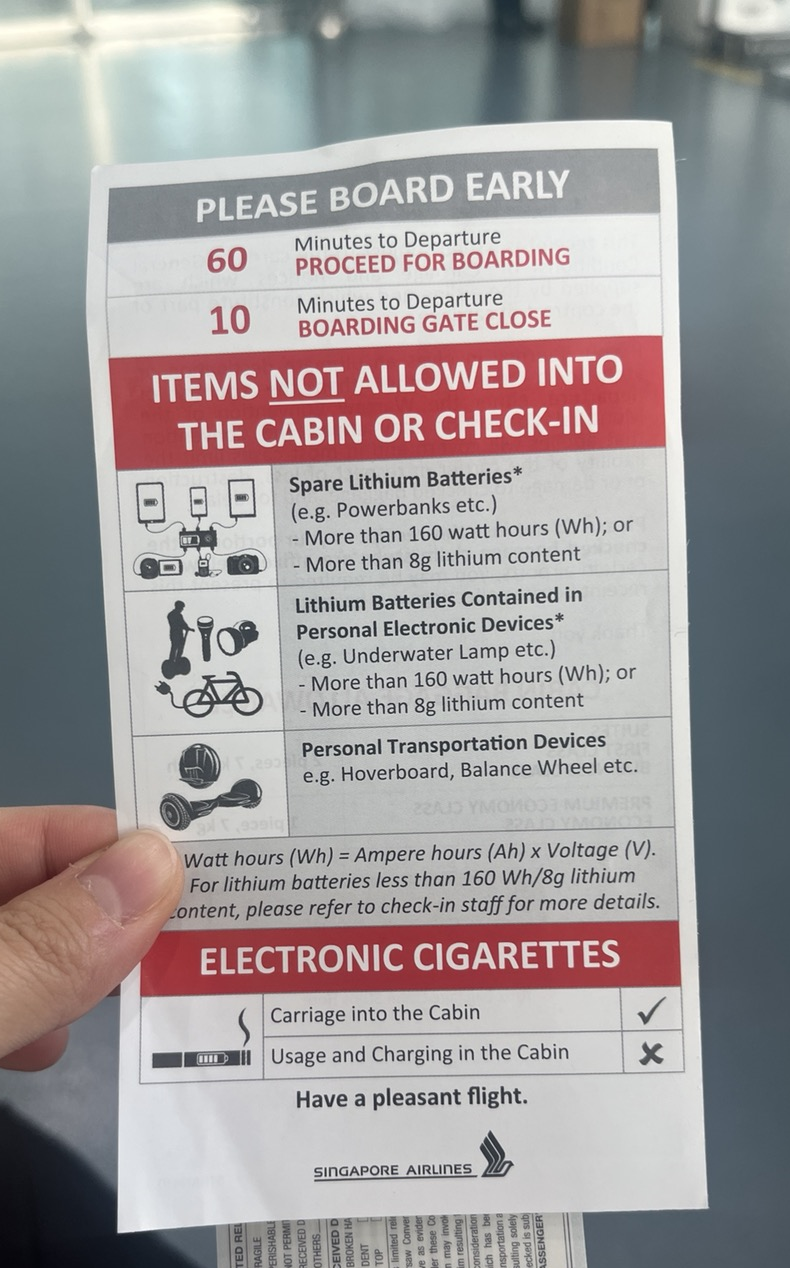 PLEASE BOARD EARLY
60 Minutes to Departure
PROCEED FOR BOARDING
10 Minutes to Departure
BOARDING GATE CLOSE
ITEMS NOT ALLOWED INTO
THE CABIN OR CHECK-IN
Spare Lithium Batteries*
(e.g. Powerbanks etc.)
- More than 160 watt hours (Wh); or
- More than 8g lithium content
Lithium Batteries Contained in
Personal Electronic Devices*
(e.g. Underwater Lamp etc.)
- More than 160 watt hours (Wh); or
- More than 8g lithium content
Personal Transportation Devices
e.g. Hoverboard, Balance Wheel etc.
Watt hours (Wh) = Ampere hours (Ah) x Voltage (V).
For lithium batteries less than 160 Wh/8g lithium
content, please refer to check-in staff for more details.
ELECTRONIC CIGARETTES
Carriage into the Cabin ✓
Usage and Charging in the Cabin ✗
Have a pleasant flight.
SINGAPORE AIRLINES